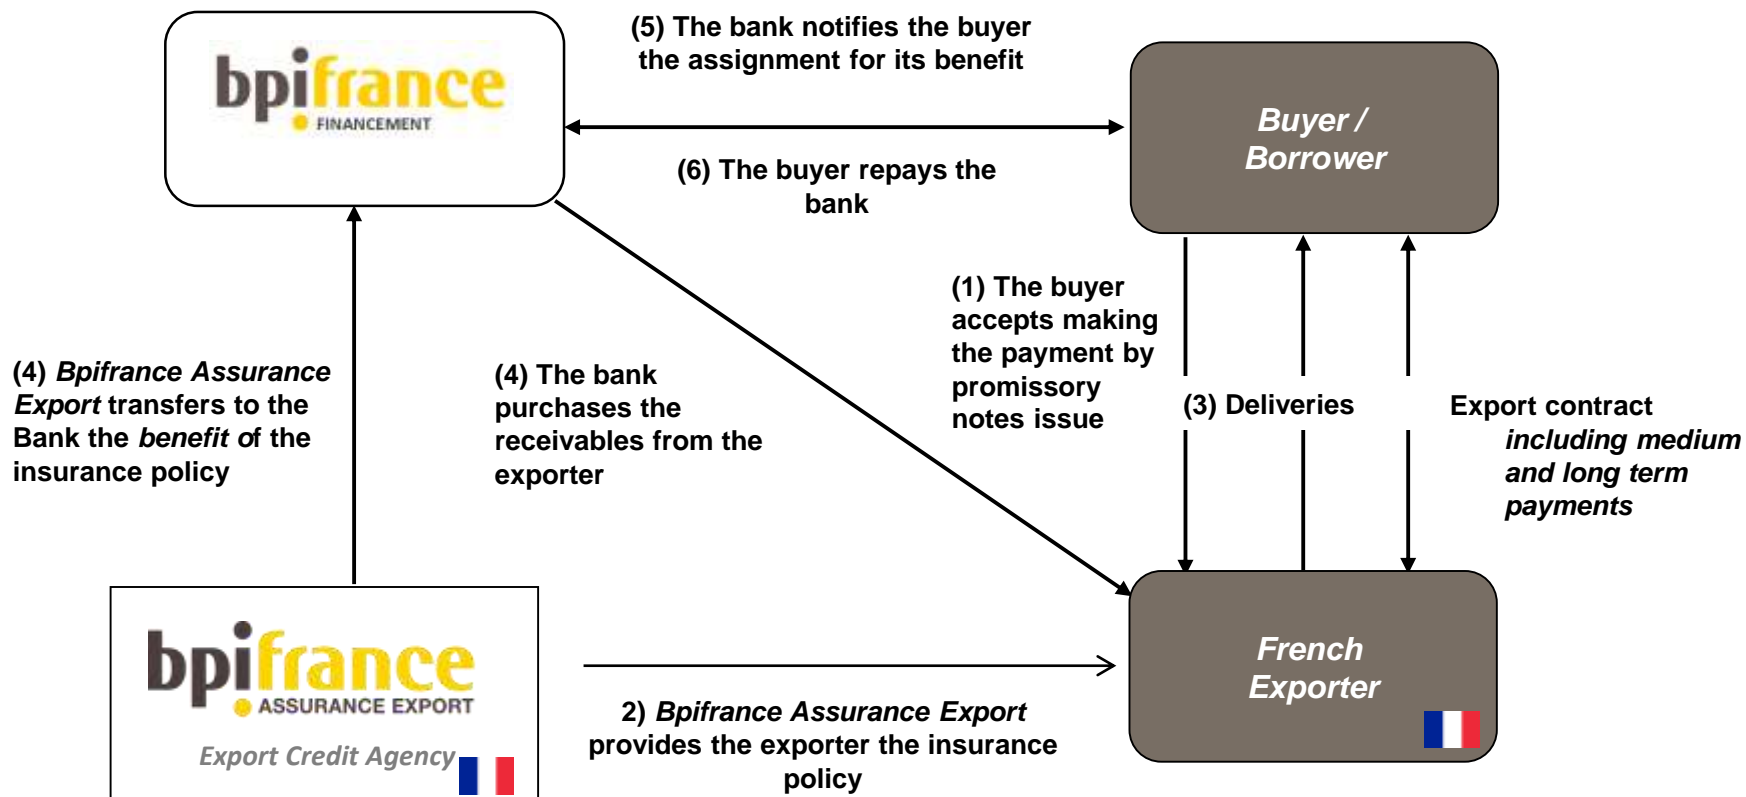 bpifrance
FINANCEMENT
(5) The bank notifies the buyer
the assignment for its benefit
Buyer /
Borrower
(6) The buyer repays the
bank
(1) The buyer
accepts making
the payment by
promissory
notes issue
(3) Deliveries
Export contract
including medium
and long term
payments
(4) Bpifrance Assurance
Export transfers to the
Bank the benefit of the
insurance policy
(4) The bank
purchases the
receivables from the
exporter
bpifrance
ASSURANCE EXPORT
Export Credit Agency
2) Bpifrance Assurance Export
provides the exporter the insurance
policy
French
Exporter